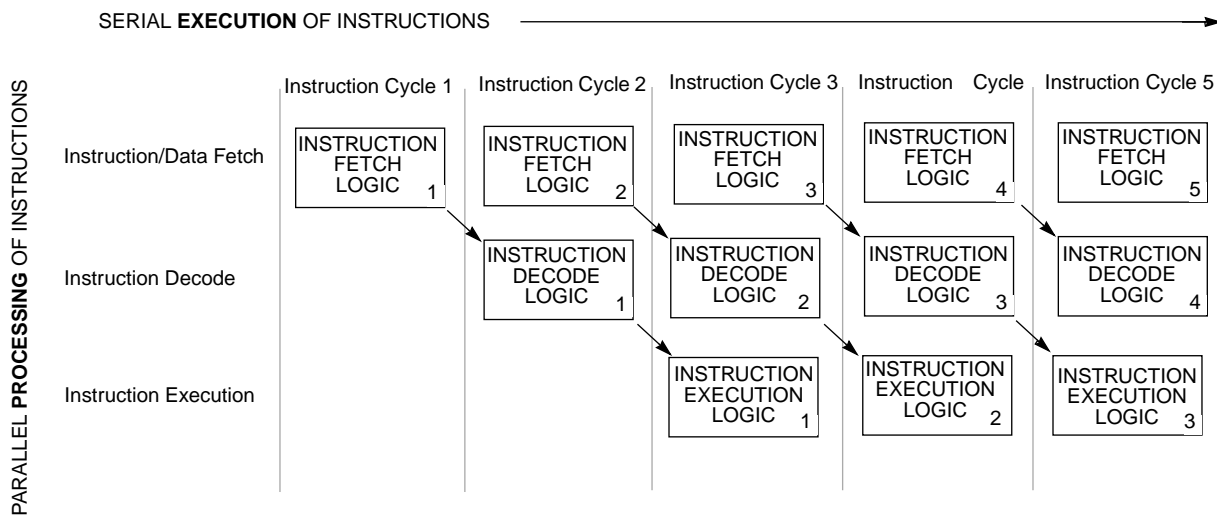 SERIAL EXECUTION OF INSTRUCTIONS
PARALLEL PROCESSING OF INSTRUCTIONS
Instruction Cycle 1
Instruction Cycle 2
Instruction Cycle 3
Instruction Cycle
Instruction Cycle 5
Instruction/Data Fetch
INSTRUCTION
FETCH
LOGIC
1
INSTRUCTION
FETCH
LOGIC
2
INSTRUCTION
FETCH
LOGIC
3
INSTRUCTION
FETCH
LOGIC
4
INSTRUCTION
FETCH
LOGIC
5
Instruction Decode
INSTRUCTION
DECODE
LOGIC
1
INSTRUCTION
DECODE
LOGIC
2
INSTRUCTION
DECODE
LOGIC
3
INSTRUCTION
DECODE
LOGIC
4
Instruction Execution
INSTRUCTION
EXECUTION
LOGIC
1
INSTRUCTION
EXECUTION
LOGIC
2
INSTRUCTION
EXECUTION
LOGIC
3